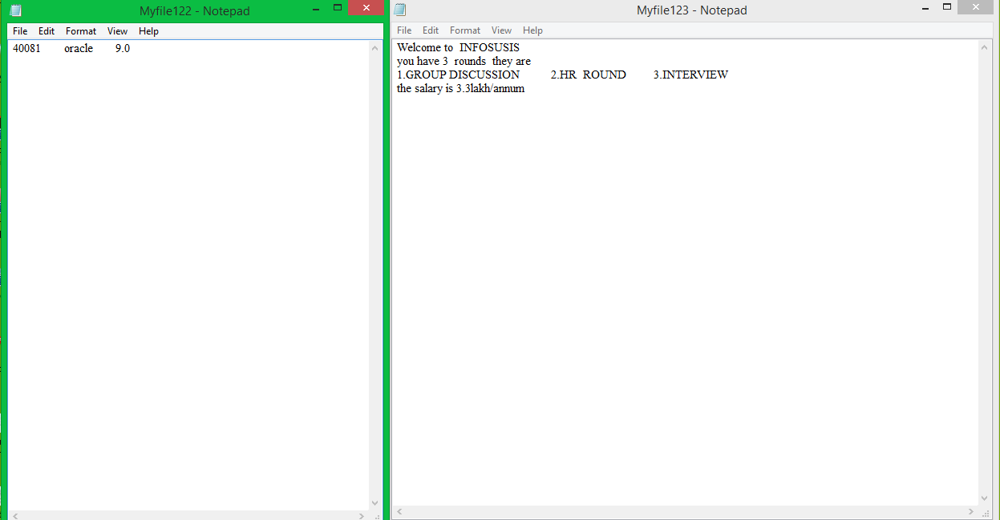 Myfile122 - Notepad
File Edit Format View Help
40081 oracle 9.0
Myfile123 - Notepad
File Edit Format View Help
Welcome to INFOSUSIS
you have 3 rounds they are
1.GROUP DISCUSSION 2.HR ROUND 3.INTERVIEW
the salary is 3.3lakh/annum